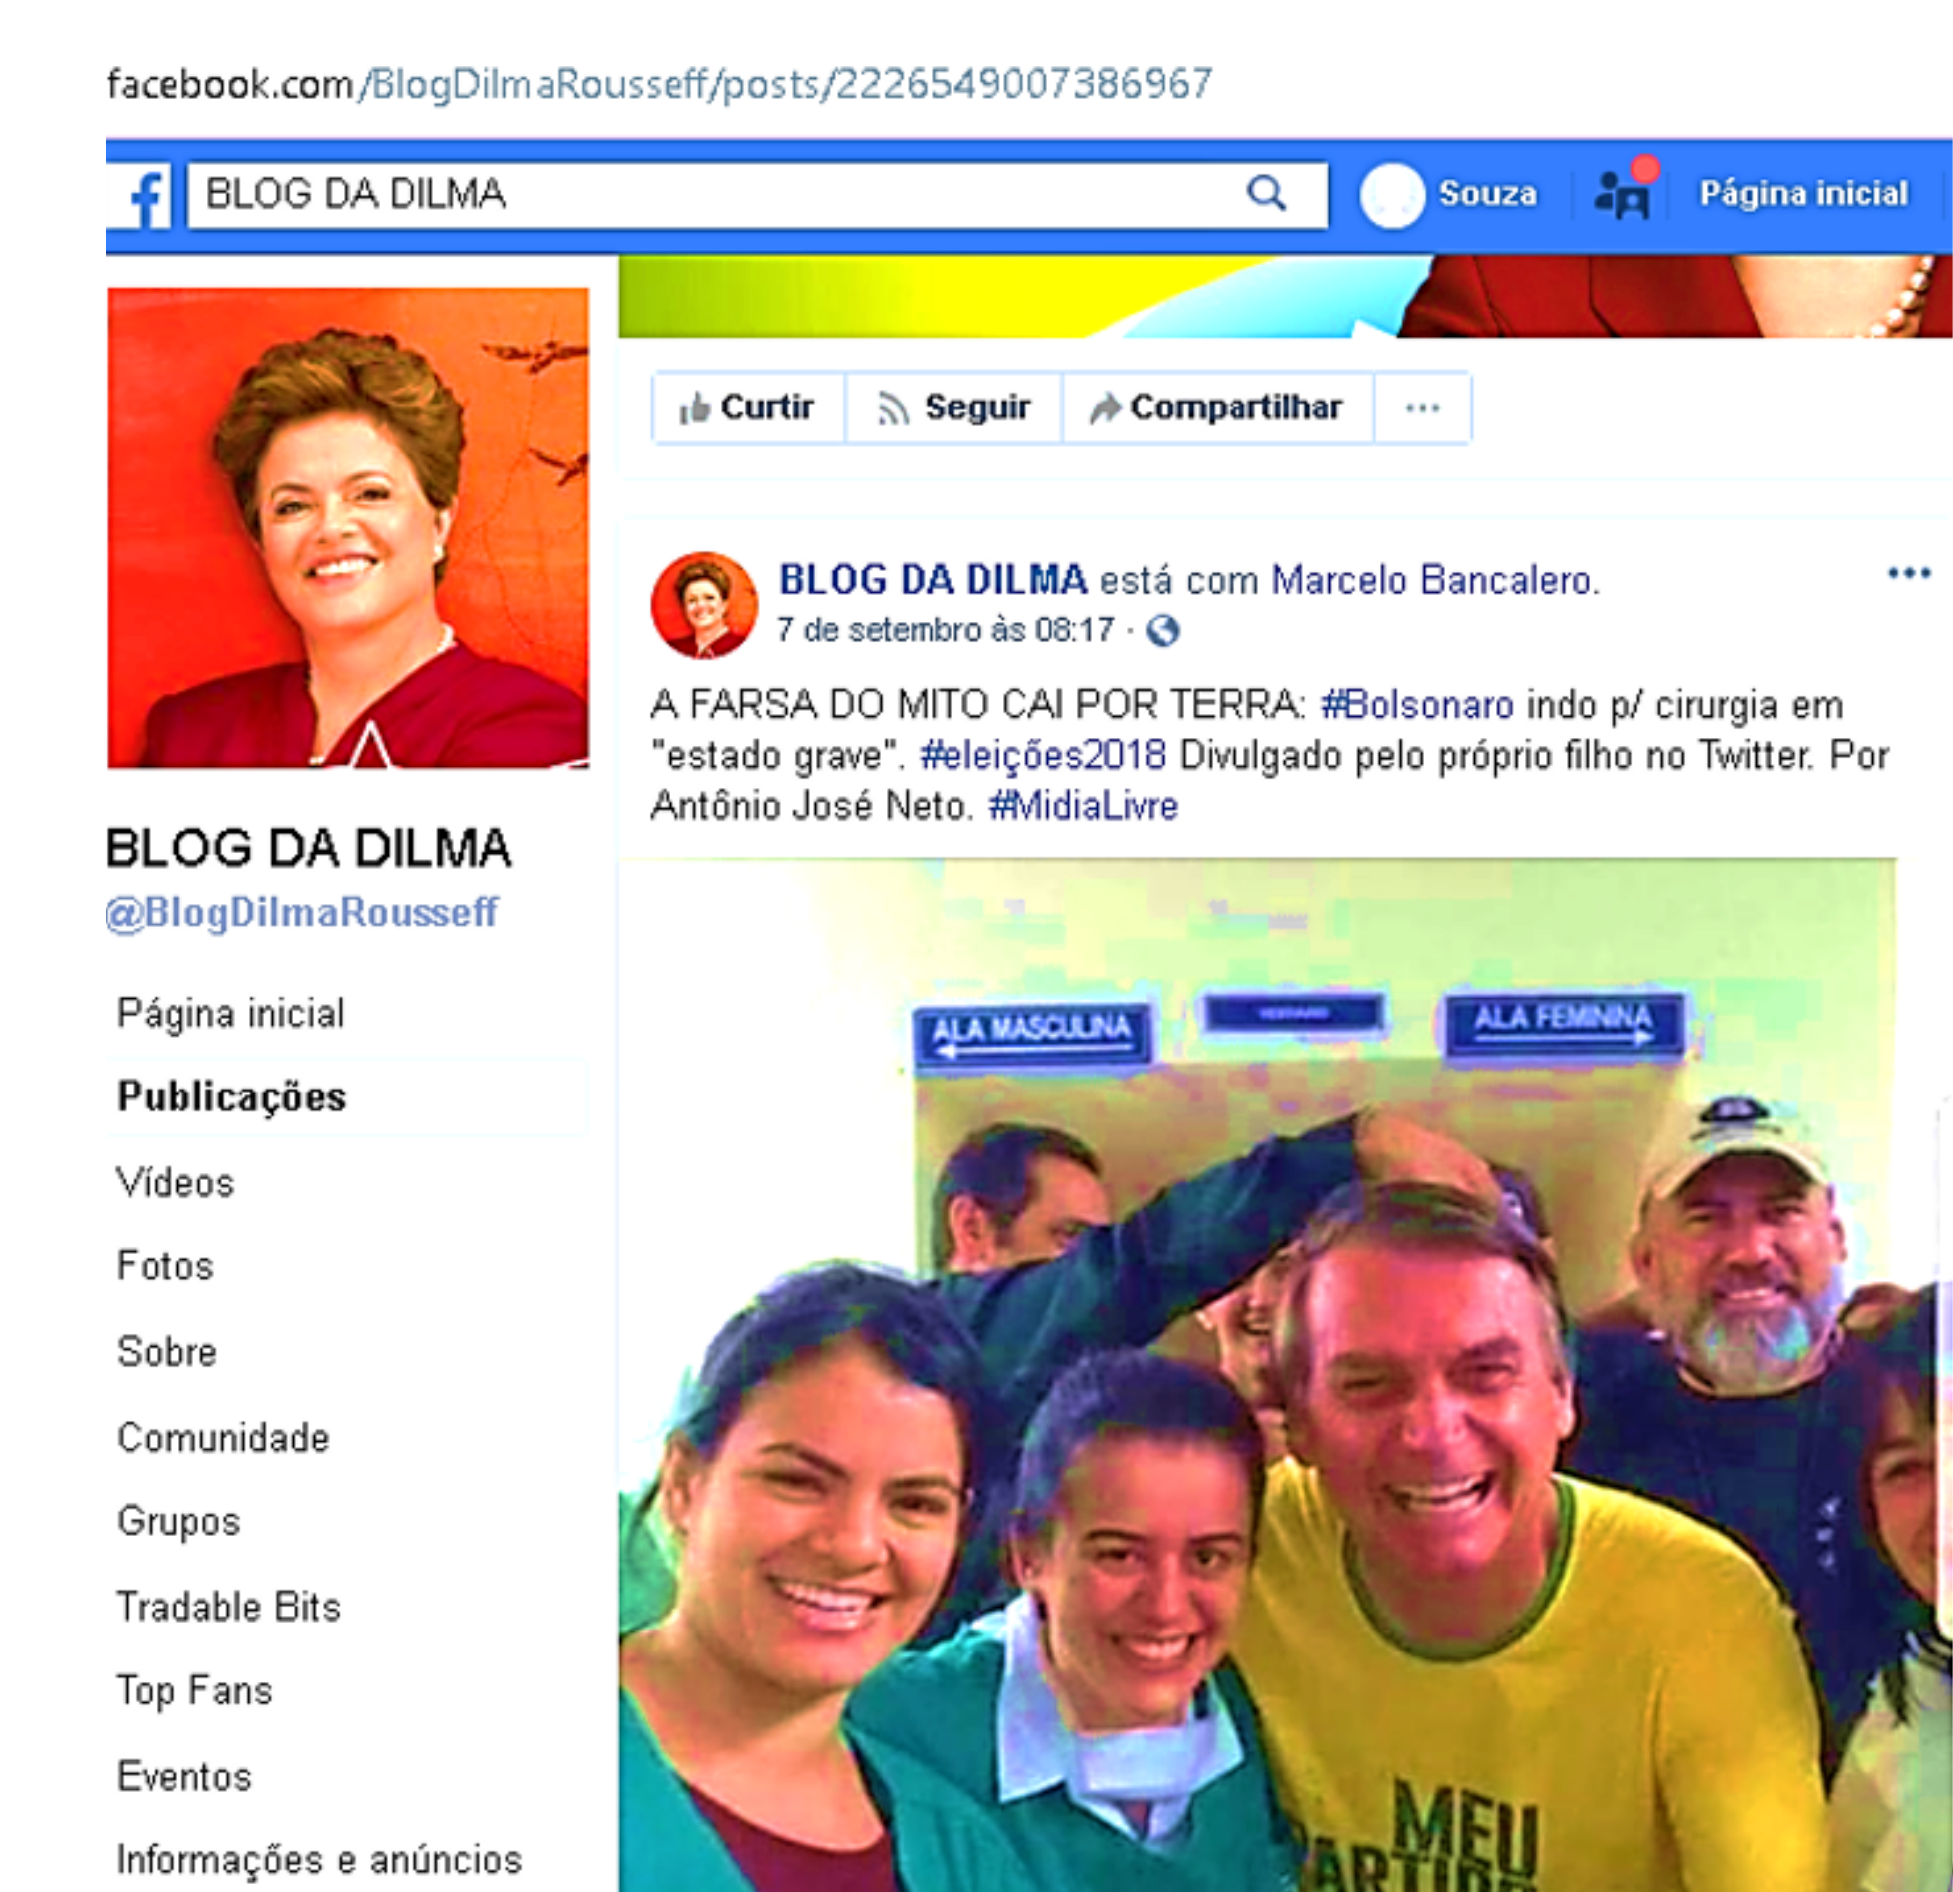 facebook.com/BlogDilmaRousseff/posts/2226549007386967
f BLOG DA DILMA Souza Página inicial
Curtir Seguir Compartilhar ...
BLOG DA DILMA está com Marcelo Bancalero. ...
7 de setembro às 08:17 ·
A FARSA DO MITO CAI POR TERRA: #Bolsonaro indo p/ cirurgia em
"estado grave". #eleições2018 Divulgado pelo próprio filho no Twitter. Por
Antônio José Neto. #MidiaLivre
BLOG DA DILMA
@BlogDilmaRousseff
Página inicial
Publicações
Vídeos
Fotos
Sobre
Comunidade
Grupos
Tradable Bits
Top Fans
Eventos
Informações e anúncios
ALA MASCULINA
ALA FEMININA
MEU
PARTIDO